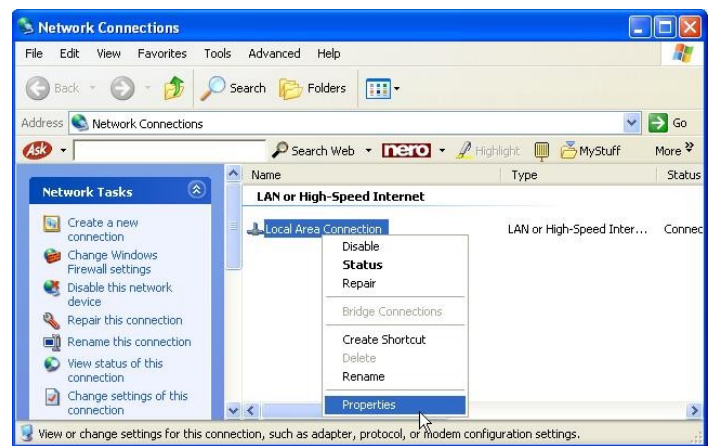 Network Connections
File Edit View Favorites Tools Advanced Help
Back Search Folders
Address Network Connections Go
Ask Search Web nero Highlight MyStuff More
Name Type Status
Network Tasks
LAN or High-Speed Internet
Create a new
connection
Local Area Connection LAN or High-Speed Inter... Connec
Change Windows
Firewall settings
Disable this network
device
Repair this connection
Rename this connection
View status of this
connection
Change settings of this
connection
Disable
Status
Repair
Bridge Connections
Create Shortcut
Delete
Rename
Properties
View or change settings for this connection, such as adapter, protocol, or modem configuration settings.